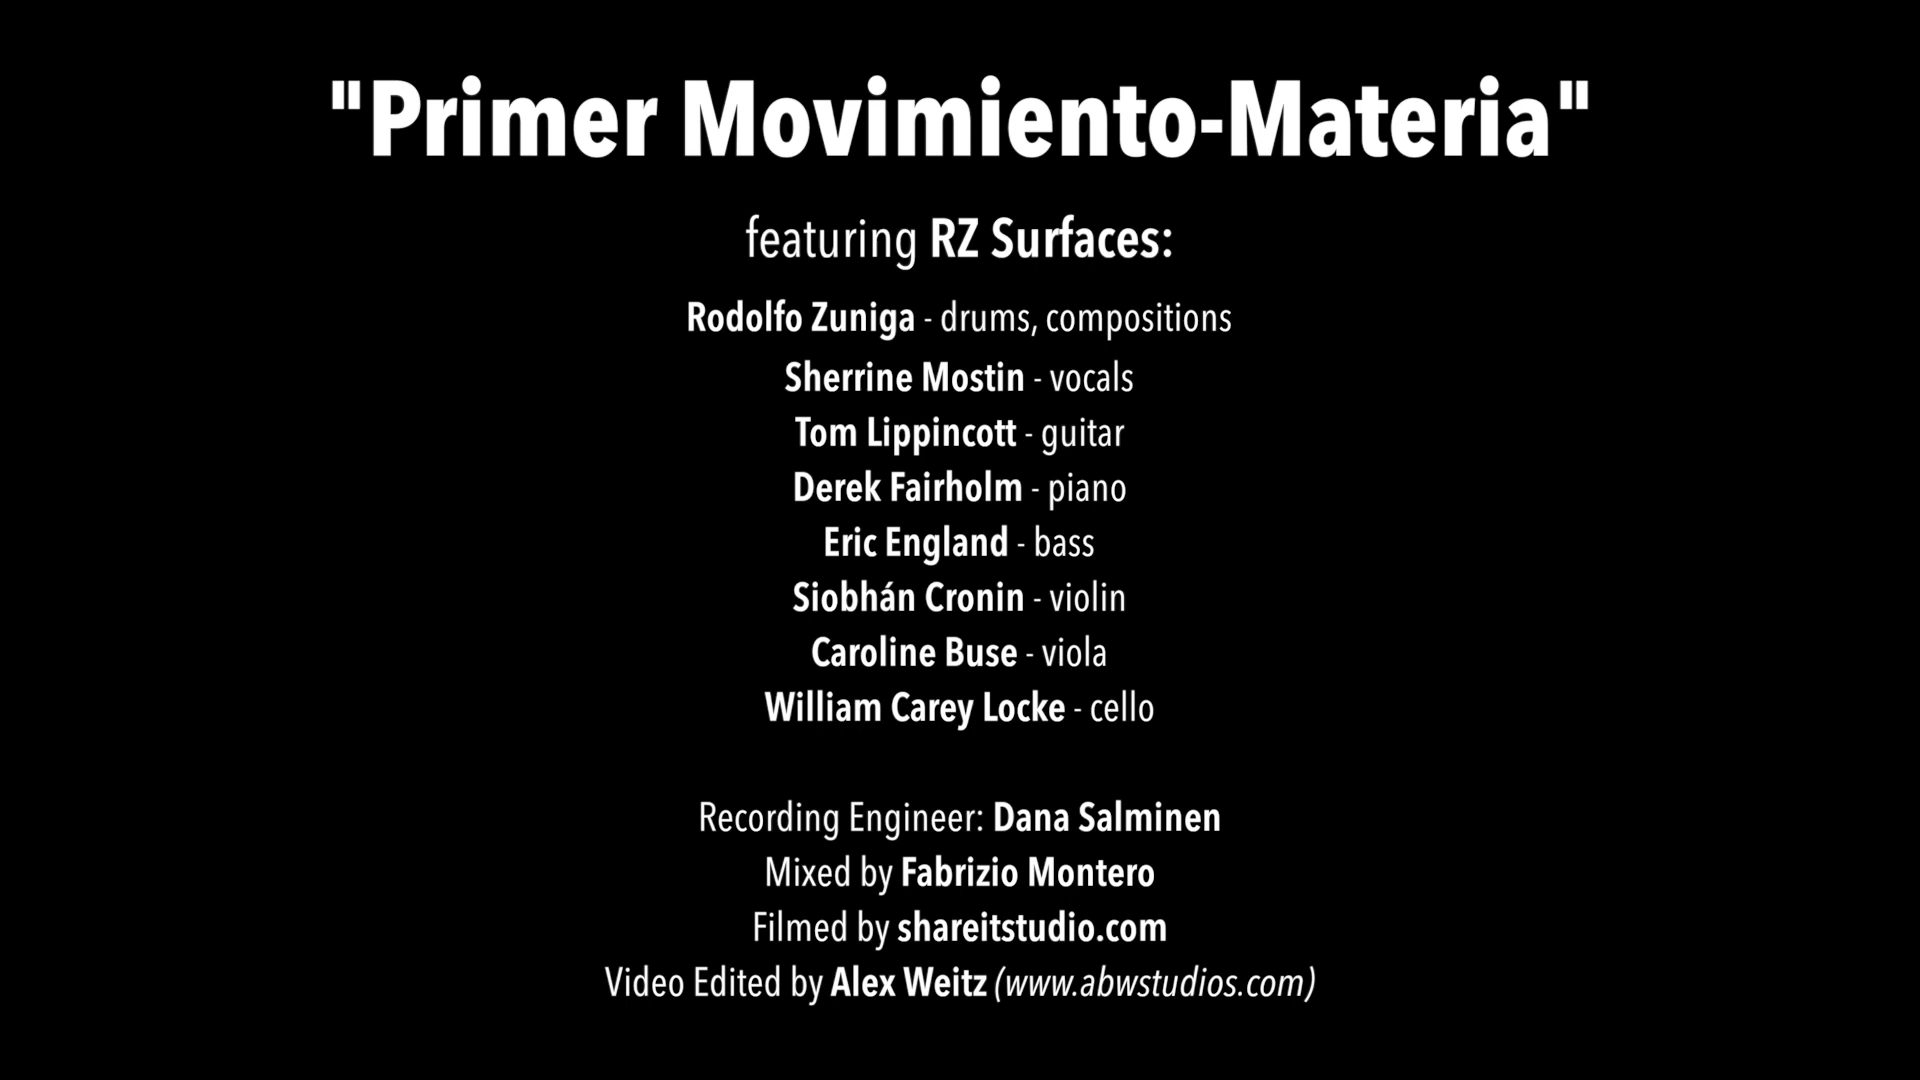 "Primer Movimiento-Materia"
featuring RZ Surfaces:
Rodolfo Zuniga - drums, compositions
Sherrine Mostin - vocals
Tom Lippincott - guitar
Derek Fairholm - piano
Eric England - bass
Siobhán Cronin - violin
Caroline Buse - viola
William Carey Locke - cello
Recording Engineer: Dana Salminen
Mixed by Fabrizio Montero
Filmed by shareitstudio.com
Video Edited by Alex Weitz (www.abwstudios.com)